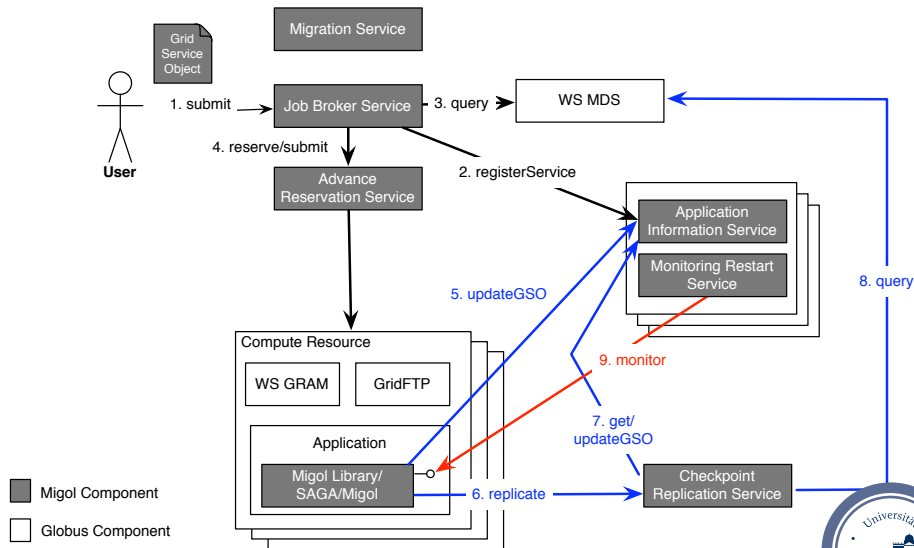 Grid
Service
Object
Migration Service
1. submit
Job Broker Service
3. query
WS MDS
User
4. reserve/submit
Advance
Reservation Service
2. registerService
Application
Information Service
Monitoring Restart
Service
5. updateGSO
8. query
Compute Resource
WS GRAM
GridFTP
9. monitor
Application
7. get/
updateGSO
Migol Library/
SAGA/Migol
6. replicate
Checkpoint
Replication Service
Migol Component
Globus Component